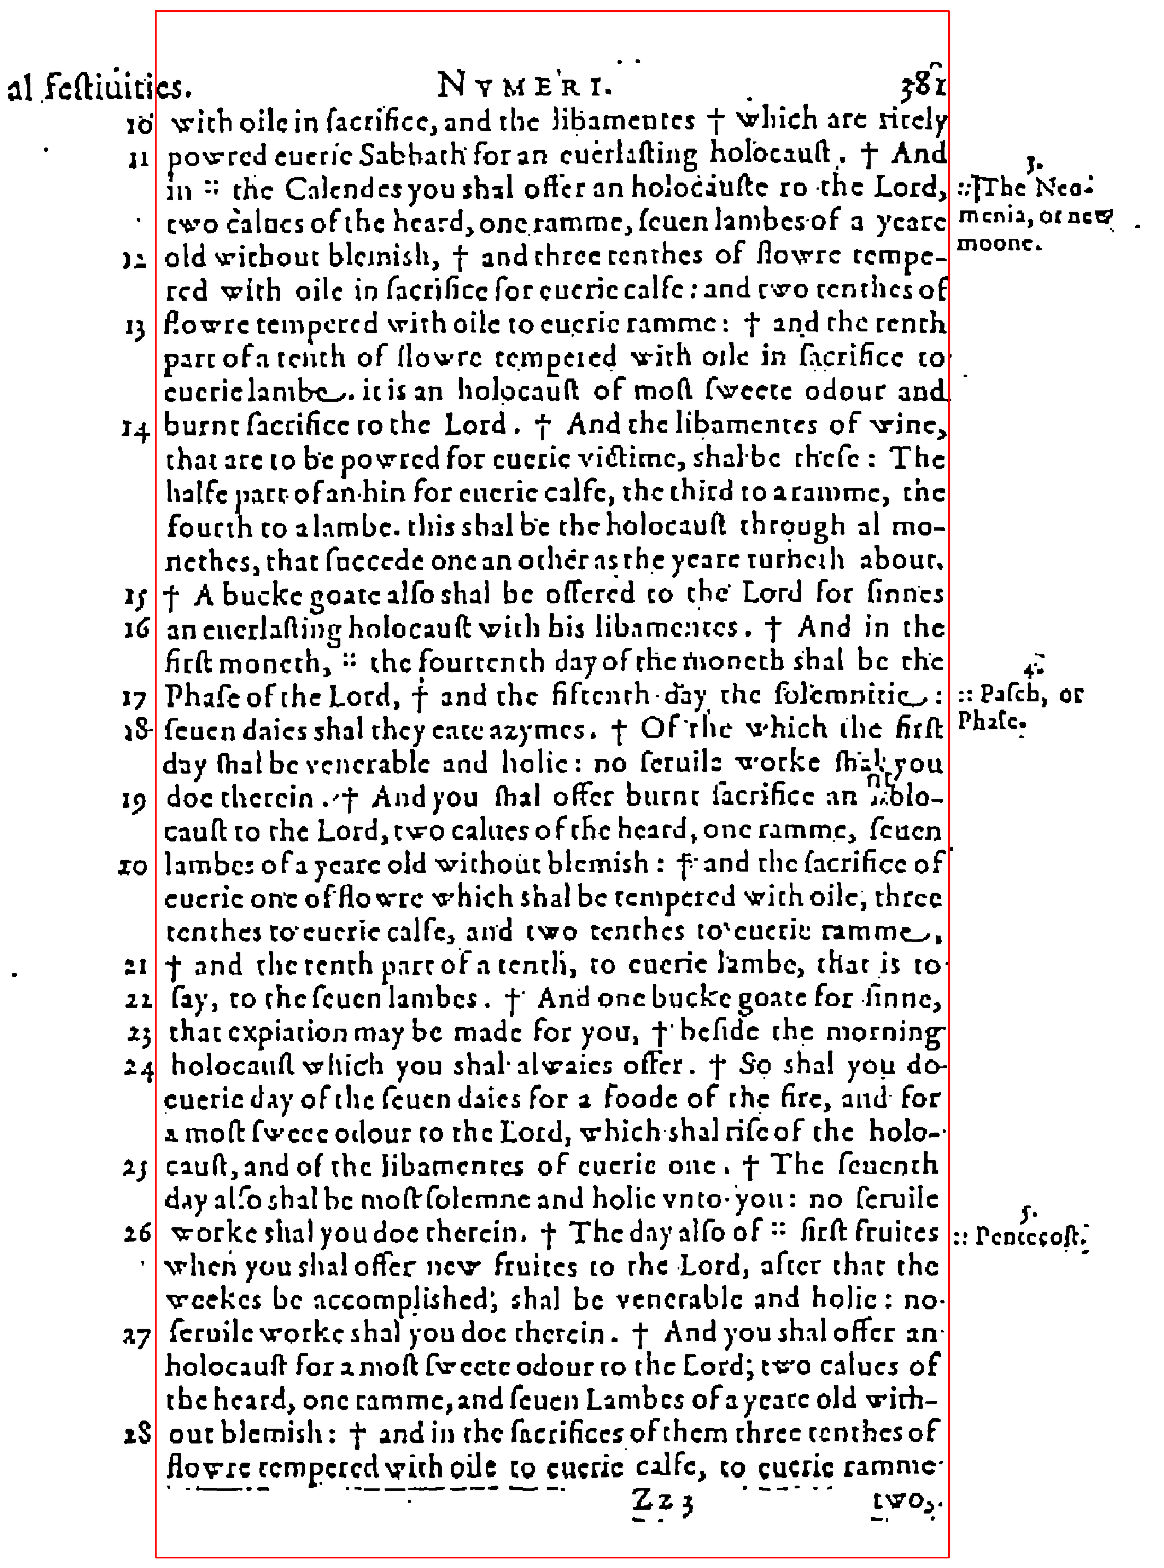 al festiuities. NVMERI. 381
10 with oile in sacrifice, and the libamentes † which are ritely
11 powred euerie Sabbath for an euerlasting holocaust. † And
in :: the Calendes you shal offer an holocauste to the Lord,
two calues of the heard, one ramme, seuen lambes of a yeare
12 old without blemish, † and three tenthes of flowre tempe-
red with oile in sacrifice for euerie calfe: and two tenthes of
13 flowre tempered with oile to euerie ramme: † and the tenth
part of a tenth of flowre tempered with oile in sacrifice to
euerie lambe. it is an holocaust of most sweete odour and
14 burnt sacrifice to the Lord. † And the libamentes of wine,
that are to be powred for euerie victime, shal be these: The
halfe part of an hin for euerie calfe, the third to a ramme, the
fourth to a lambe. this shal be the holocaust through al mo-
nethes, that succede one an other as the yeare turneth about.
15 † A bucke goate also shal be offered to the Lord for sinnes
16 an euerlasting holocaust with his libamentes. † And in the
first moneth, :: the fourtenth day of the moneth shal be the
17 Phase of the Lord, † and the fiftenth day the solemnitie:
18 seuen daies shal they eate azymes. † Of the which the first
day shal be venerable and holie: no seruile worke shal you
19 doe therein. † And you shal offer burnt sacrifice an holo-
caust to the Lord, two calues of the heard, one ramme, seuen
20 lambes of a yeare old without blemish: † and the sacrifice of
euerie one of flowre which shal be tempered with oile, three
tenthes to euerie calfe, and two tenthes to euerie ramme,
21 † and the tenth part of a tenth, to euerie lambe, that is to
22 say, to the seuen lambes. † And one bucke goate for sinne,
23 that expiation may be made for you, † beside the morning
24 holocaust which you shal alwaies offer. † So shal you do
euerie day of the seuen daies for a foode of the fire, and for
a most sweete odour to the Lord, which shal rise of the holo-
25 caust, and of the libamentes of euerie one. † The seuenth
day also shal be most solemne and holie vnto you: no seruile
26 worke shal you doe therein. † The day also of :: first fruites
when you shal offer new fruites to the Lord, after that the
weekes be accomplished, shal be venerable and holie: no
27 seruile worke shal you doe therein. † And you shal offer an
holocaust for a most sweete odour to the Lord; two calues of
the heard, one ramme, and seuen Lambes of a yeare old with-
28 out blemish: † and in the sacrifices of them three tenthes of
flowre tempered with oile to euerie calfe, to euerie ramme
Zz 3 two,
3.
:: The Neo-
menia, or new
moone.
4.
:: Pasch, or
Phase.
5.
:: Pentecost.